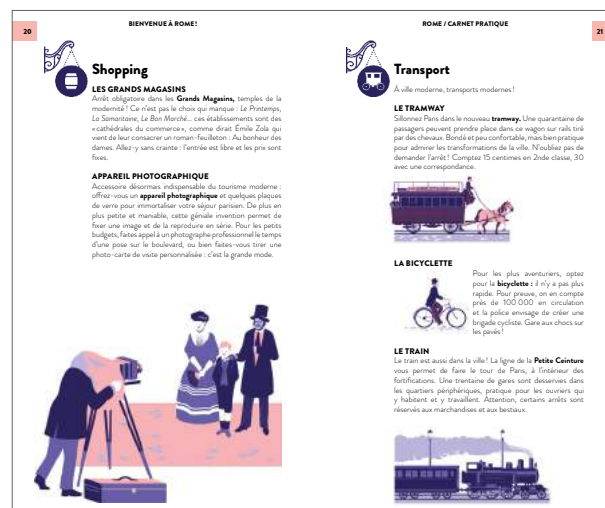 20
BIENVENUE À ROME!
Shopping
LES GRANDS MAGASINS
Arrêt obligatoire dans les Grands Magasins, temples de la
modernité! Ce n'est pas le choix qui manque : Le Printemps,
La Samaritaine, Le Bon Marché... ces établissements sont des
«cathédrales du commerce», comme dirait Émile Zola qui
vient de leur consacrer un roman-feuilleton : Au bonheur des
dames. Allez-y sans crainte : l'entrée est libre et les prix sont
fixes.
APPAREIL PHOTOGRAPHIQUE
Accessoire désormais indispensable du tourisme moderne :
offrez-vous un appareil photographique et quelques plaques
de verre pour immortaliser votre séjour parisien. De plus en
plus petite et maniable, cette géniale invention permet de
fixer une image et de la reproduire en série. Pour les petits
budgets, faites appel à un photographe professionnel le temps
d'une pose sur le boulevard, ou bien faites-vous tirer une
photo-carte de visite personnalisée : c'est la grande mode.
ROME / CARNET PRATIQUE
21
Transport
À ville moderne, transports modernes!
LE TRAMWAY
Sillonnez Paris dans le nouveau tramway. Une quarantaine de
passagers peuvent prendre place dans ce wagon sur rails tiré
par des chevaux. Bondé et peu confortable, mais bien pratique
pour admirer les transformations de la ville. N'oubliez pas de
demander l'arrêt! Comptez 15 centimes en 2nde classe, 30
avec une correspondance.
LA BICYCLETTE
Pour les plus aventuriers, optez
pour la bicyclette : il n'y a pas plus
rapide. Pour preuve, on en compte
près de 100 000 en circulation
et la police envisage de créer une
brigade cycliste. Gare aux chocs sur
les pavés!
LE TRAIN
Le train est aussi dans la ville! La ligne de la Petite Ceinture
vous permet de faire le tour de Paris, à l'intérieur des
fortifications. Une trentaine de gares sont desservies dans
les quartiers périphériques, pratique pour les ouvriers qui
y habitent et y travaillent. Attention, certains arrêts sont
réservés aux marchandises et aux bestiaux.